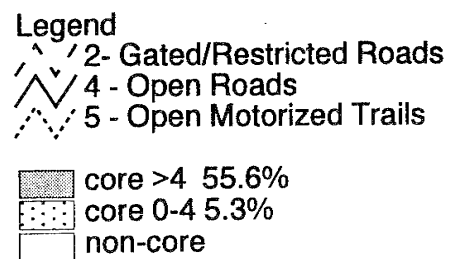 Legend
2- Gated/Restricted Roads
4 - Open Roads
5 - Open Motorized Trails
core >4 55.6%
core 0-4 5.3%
non-core